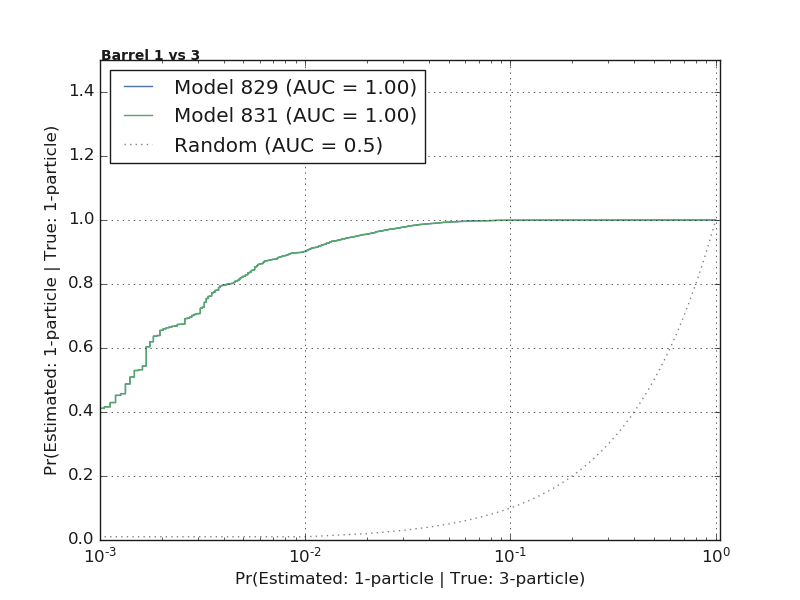 Barrel 1 vs 3
Model 829 (AUC = 1.00)
Model 831 (AUC = 1.00)
Random (AUC = 0.5)
1.4
1.2
1.0
0.8
0.6
0.4
0.2
0.0
Pr(Estimated: 1-particle | True: 1-particle)
10^-3 10^-2 10^-1 10^0
Pr(Estimated: 1-particle | True: 3-particle)